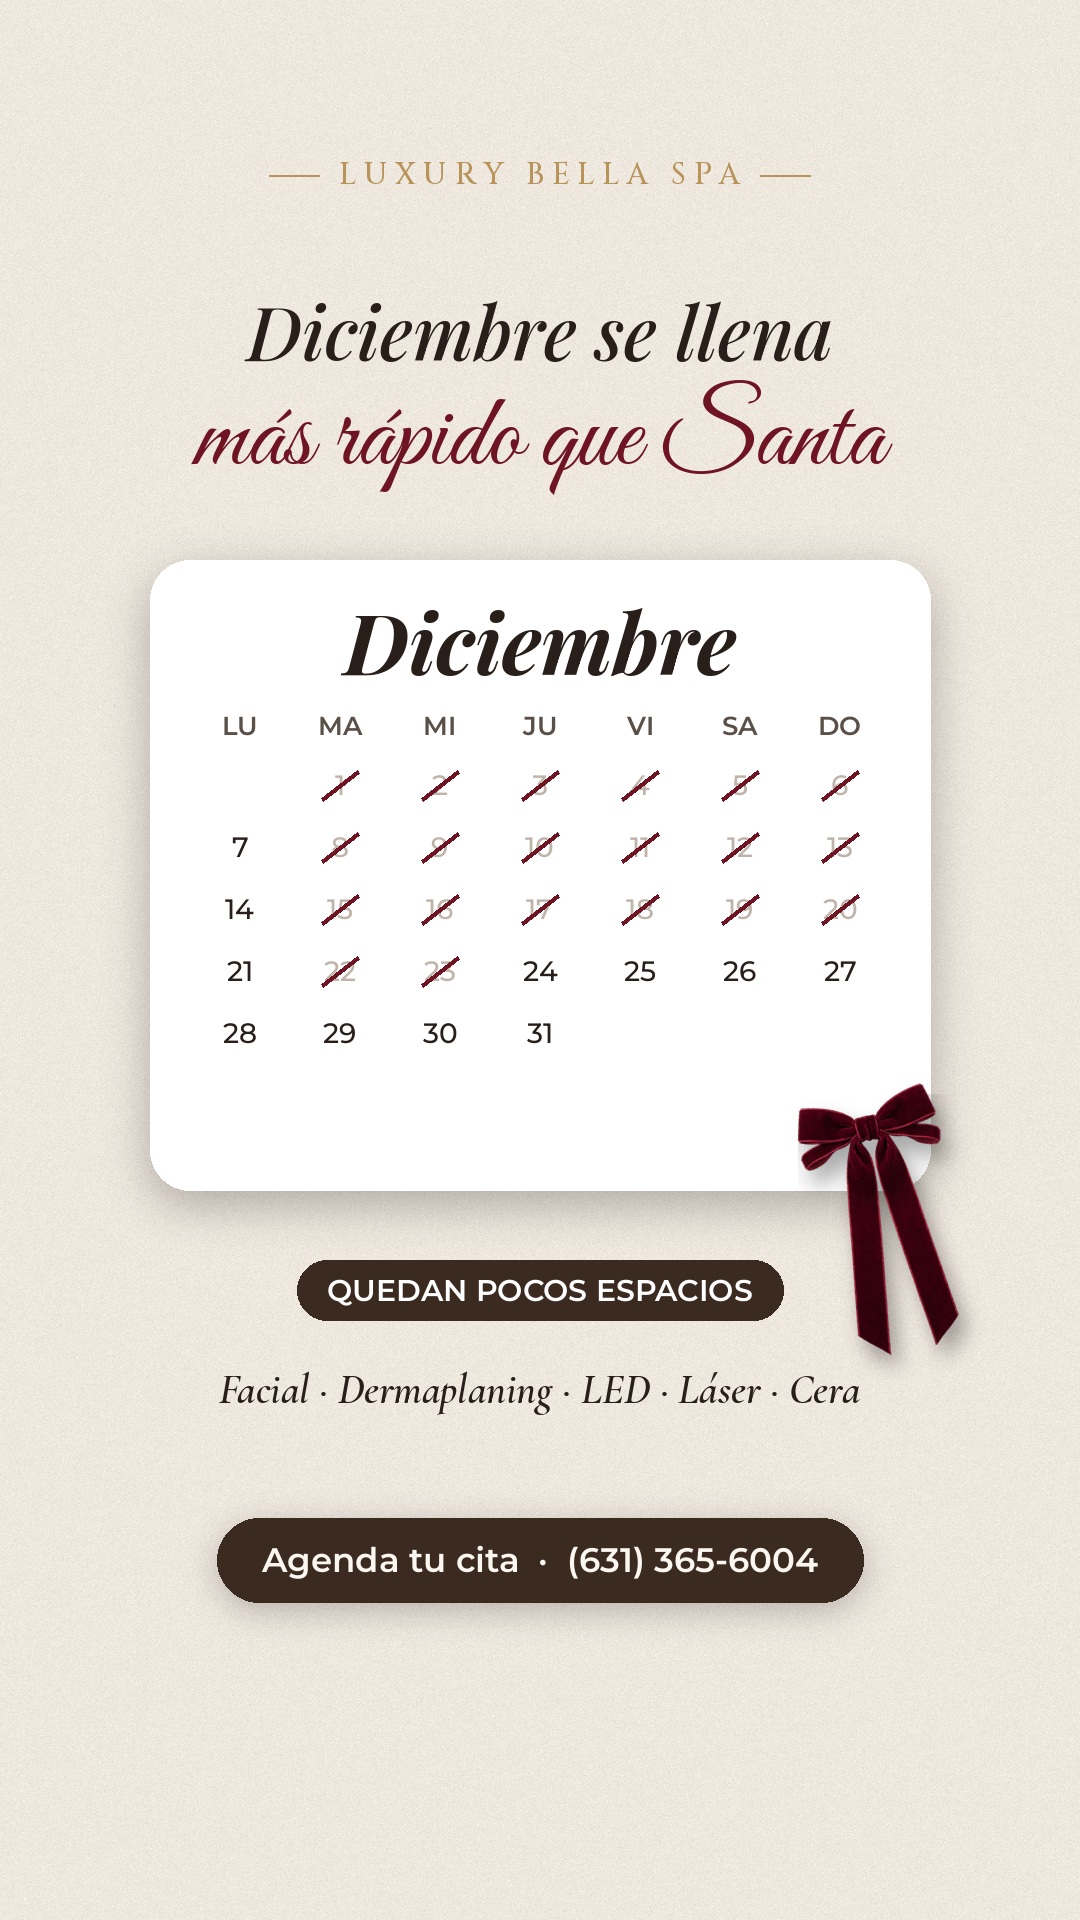 LUXURY BELLA SPA
Diciembre se llena
más rápido que Santa
Diciembre
LU MA MI JU VI SA DO
1 2 3 4 5 6
7 8 9 10 11 12 13
14 15 16 17 18 19 20
21 22 23 24 25 26 27
28 29 30 31
QUEDAN POCOS ESPACIOS
Facial · Dermaplaning · LED · Láser · Cera
Agenda tu cita · (631) 365-6004